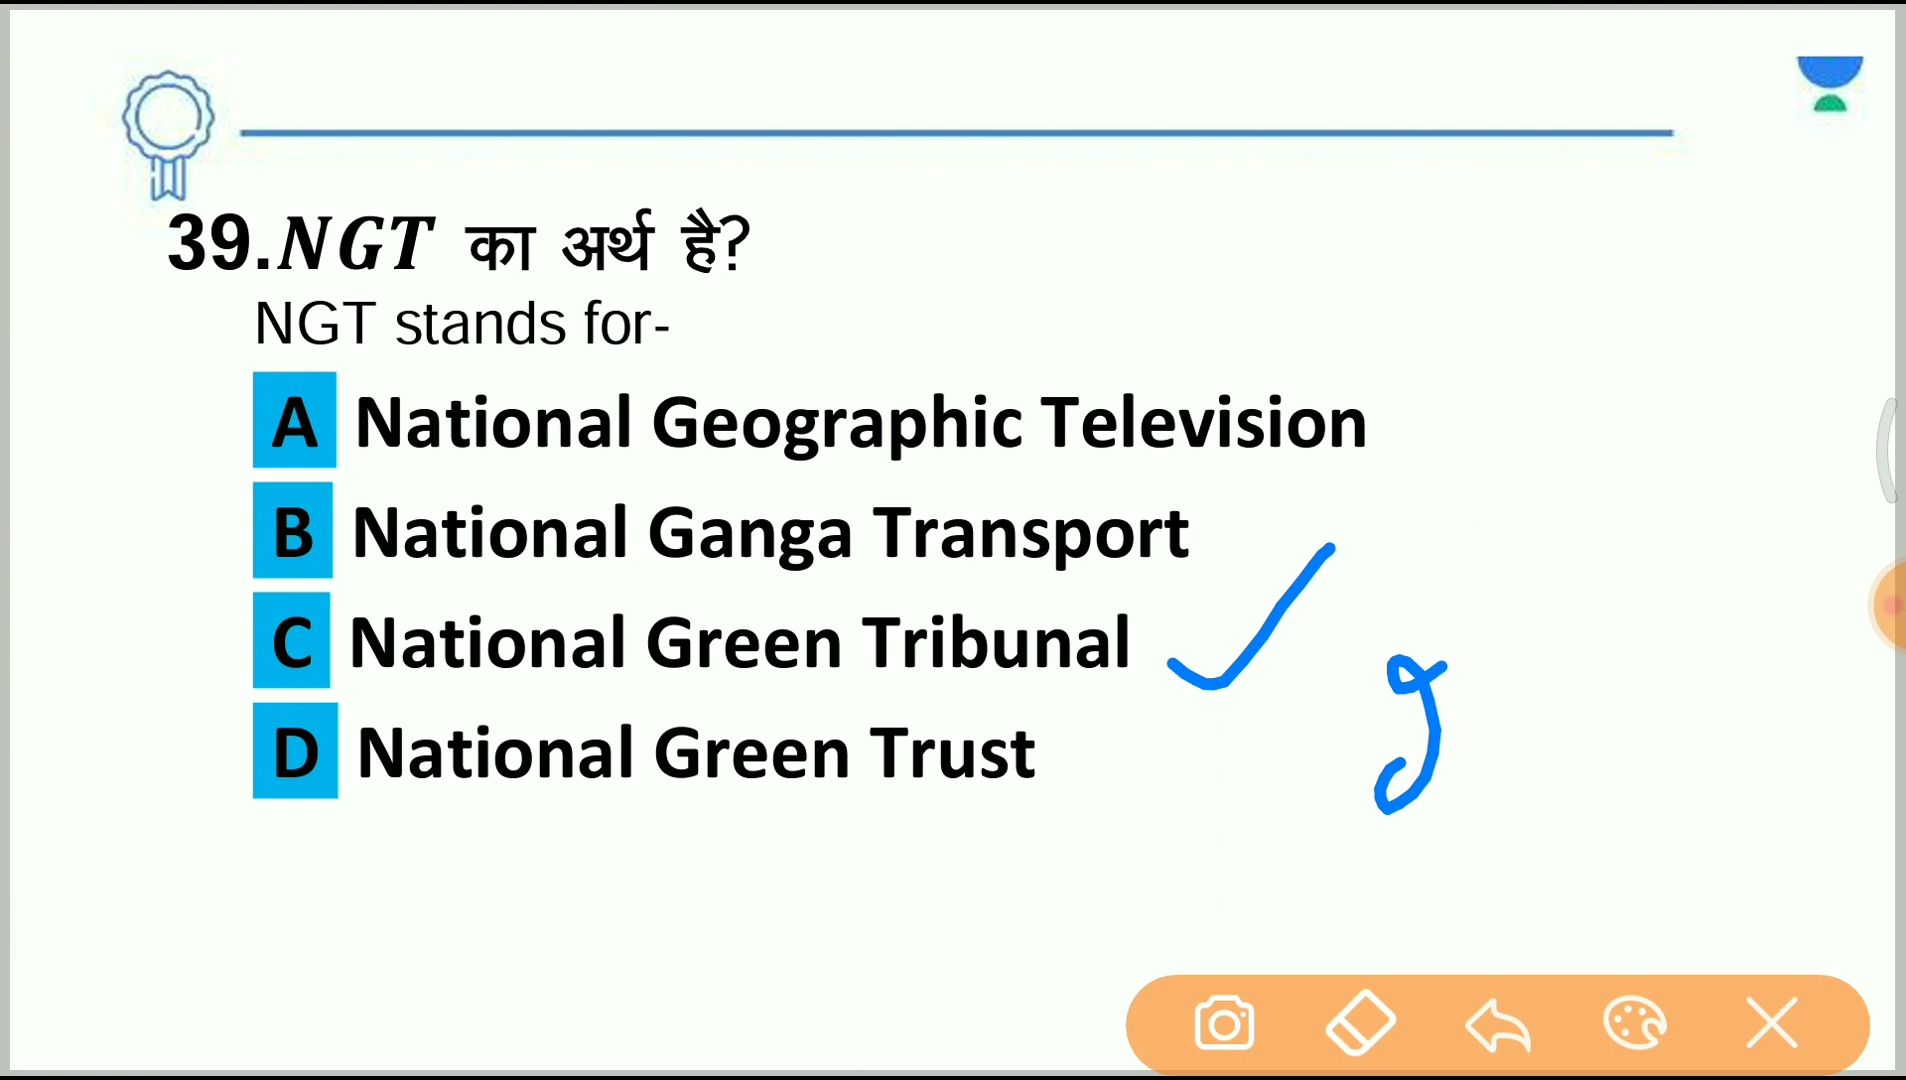 39.NGT का अर्थ है?
NGT stands for-
A National Geographic Television
B National Ganga Transport
C National Green Tribunal
D National Green Trust